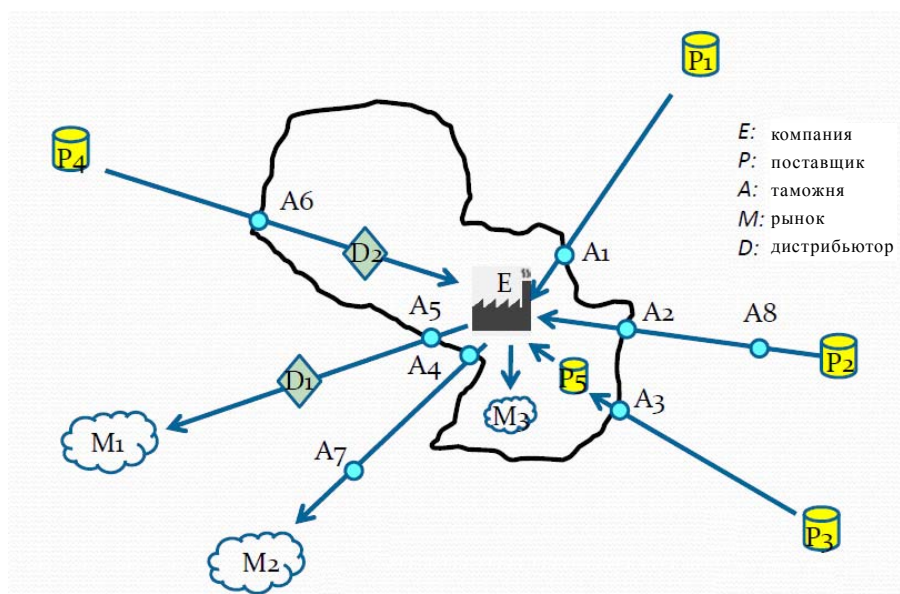 P1
E: компания
P: поставщик
A: таможня
M: рынок
D: дистрибьютор
P4
A6
D2
A1
E
A5
A2
A8
A4
P2
D1
P5
A3
M3
M1
A7
P3
M2